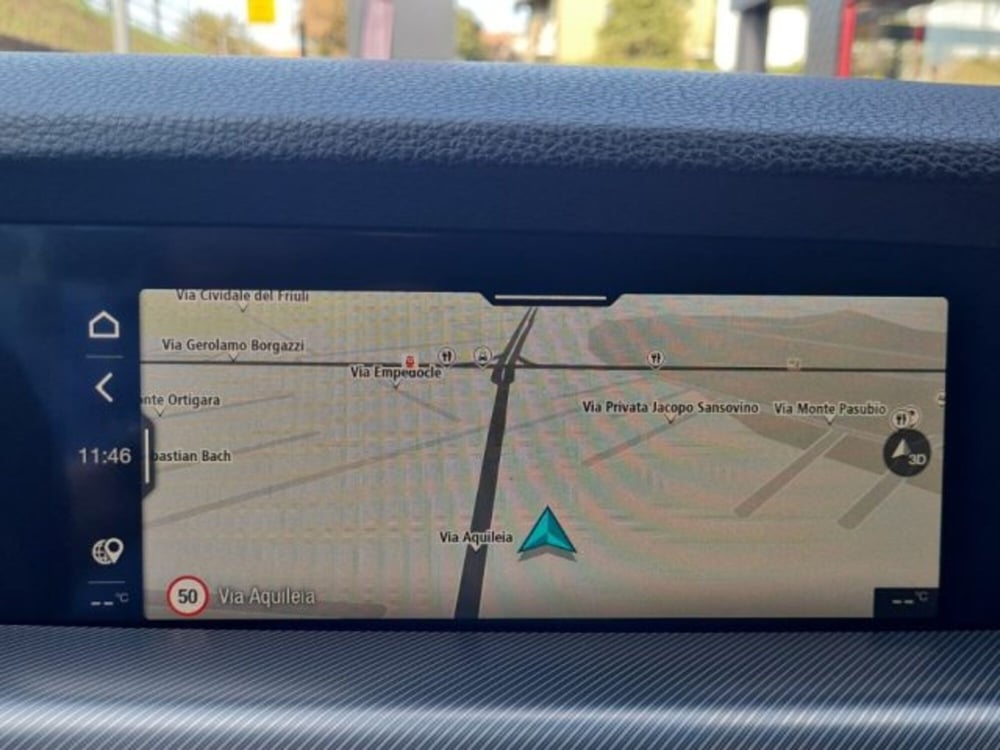 Via Cividale del Friuli
Via Gerolamo Borgazzi
Via Empedocle
nte Ortigara
Via Privata Jacopo Sansovino
Via Monte Pasubio
11:46
bastian Bach
3D
Via Aquileia
50 Via Aquileia
--°C
--°C